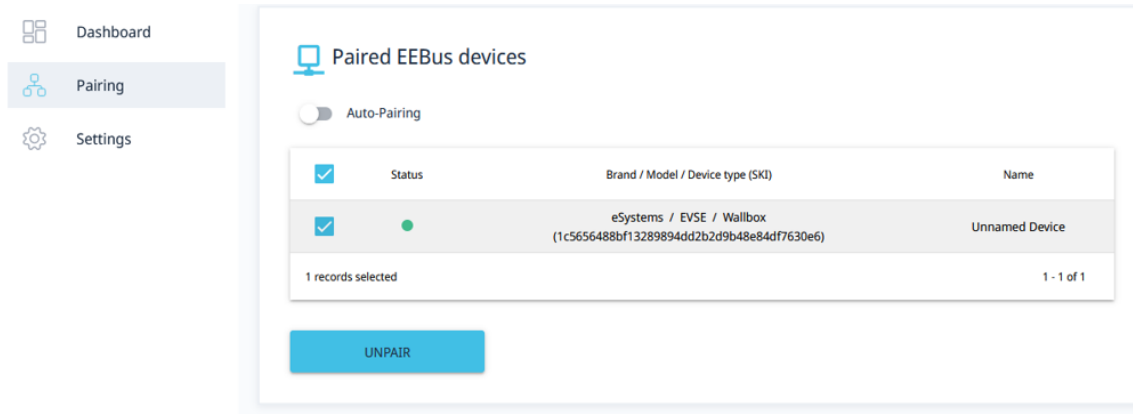 Dashboard
Pairing
Settings
Paired EEBus devices
Auto-Pairing
Status Brand / Model / Device type (SKI) Name
eSystems / EVSE / Wallbox
(1c5656488bf13289894dd2b2d9b48e84df7630e6) Unnamed Device
1 records selected 1 - 1 of 1
UNPAIR